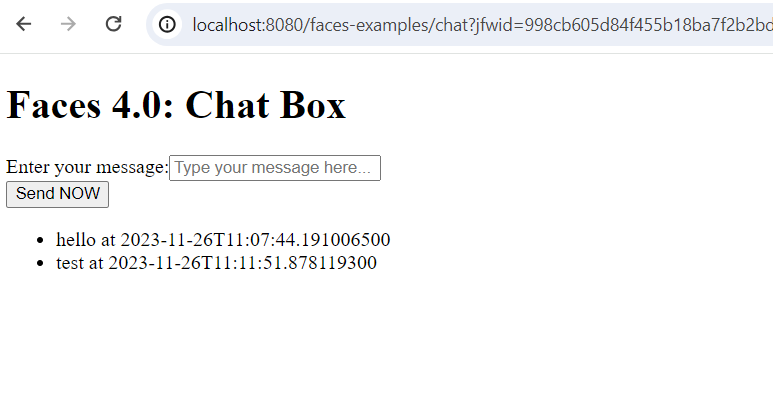 localhost:8080/faces-examples/chat?jfwid=998cb605d84f455b18ba7f2b2bd
Faces 4.0: Chat Box
Enter your message: Type your message here...
Send NOW
• hello at 2023-11-26T11:07:44.191006500
• test at 2023-11-26T11:11:51.878119300